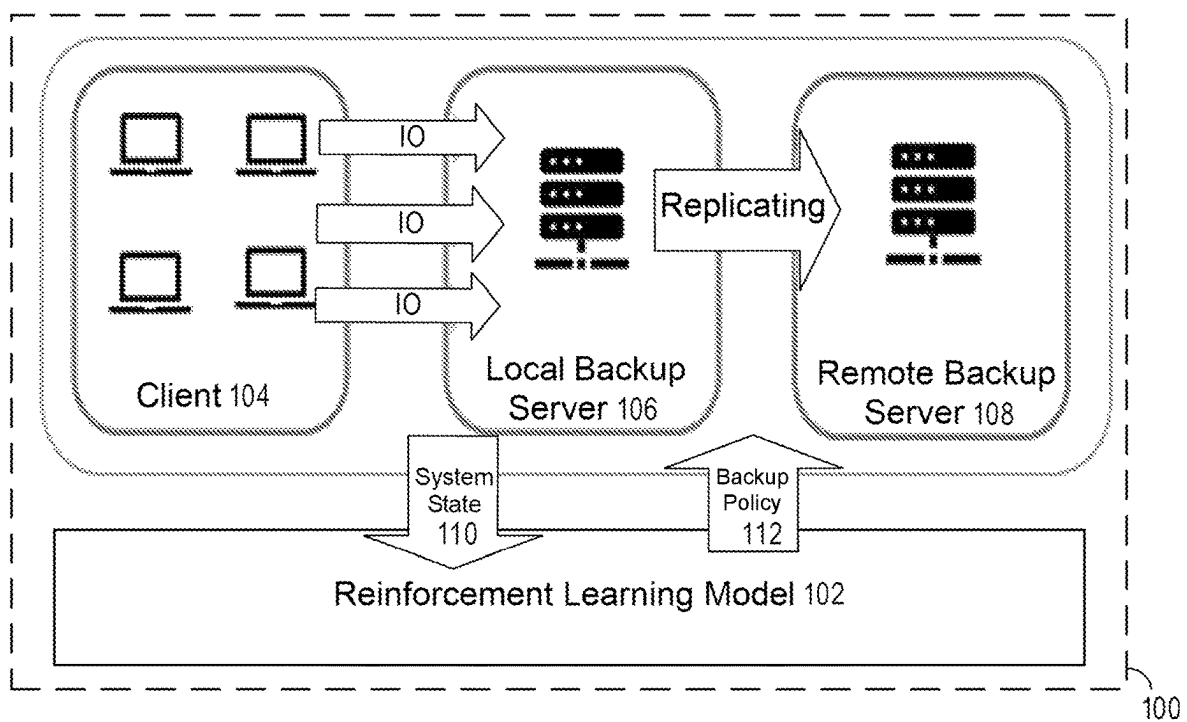 IO
IO
IO
Replicating
Client 104
Local Backup
Server 106
Remote Backup
Server 108
System
State
110
Backup
Policy
112
Reinforcement Learning Model 102
100